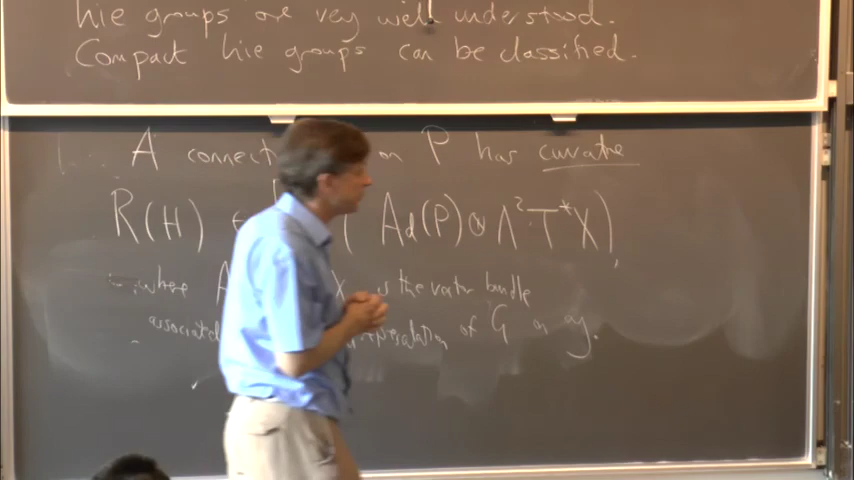 Lie groups are very well understood.
Compact Lie groups can be classified.
A connect on P has curvature
R(H) ∈ ( Ad(P) ⊗ Λ²T*X),
where A X is the vector bundle
associated representation of G on 𝔤.